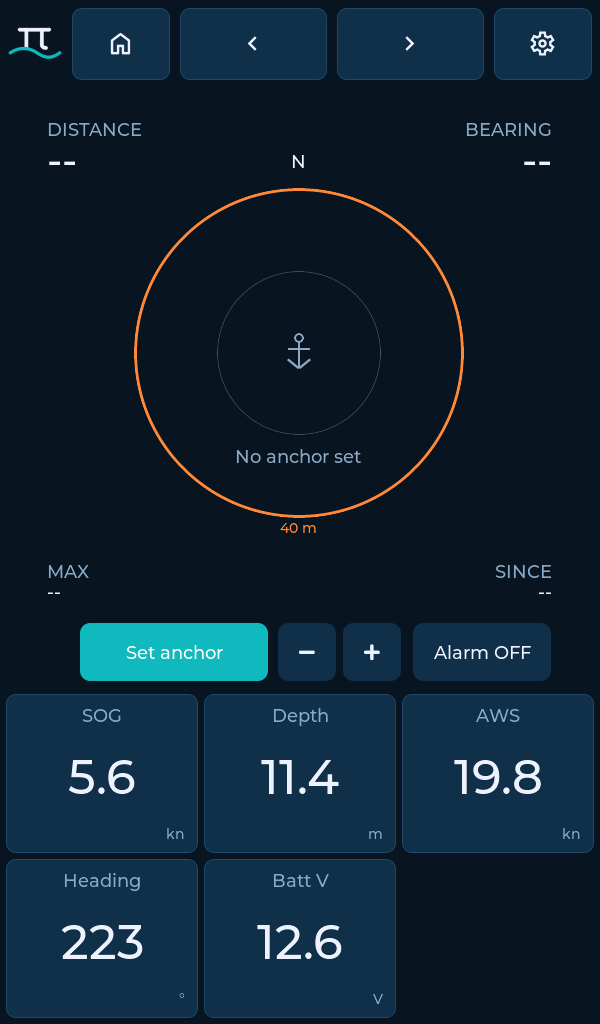 DISTANCE
BEARING
--
--
N
No anchor set
40 m
MAX
SINCE
--
--
Set anchor
−
+
Alarm OFF
SOG
Depth
AWS
5.6
11.4
19.8
kn
m
kn
Heading
Batt V
223
12.6
°
V